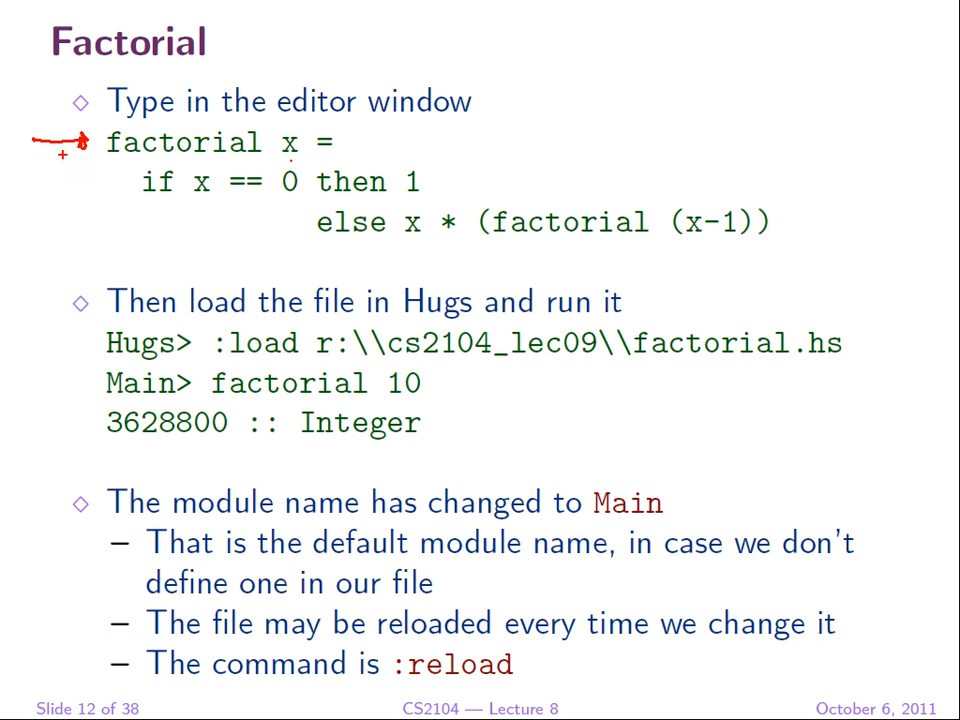 Factorial
Type in the editor window
factorial x =
if x == 0 then 1
else x * (factorial (x-1))
Then load the file in Hugs and run it
Hugs> :load r:\\cs2104_lec09\\factorial.hs
Main> factorial 10
3628800 :: Integer
The module name has changed to Main
– That is the default module name, in case we don't
define one in our file
– The file may be reloaded every time we change it
– The command is :reload
Slide 12 of 38 CS2104 — Lecture 8 October 6, 2011